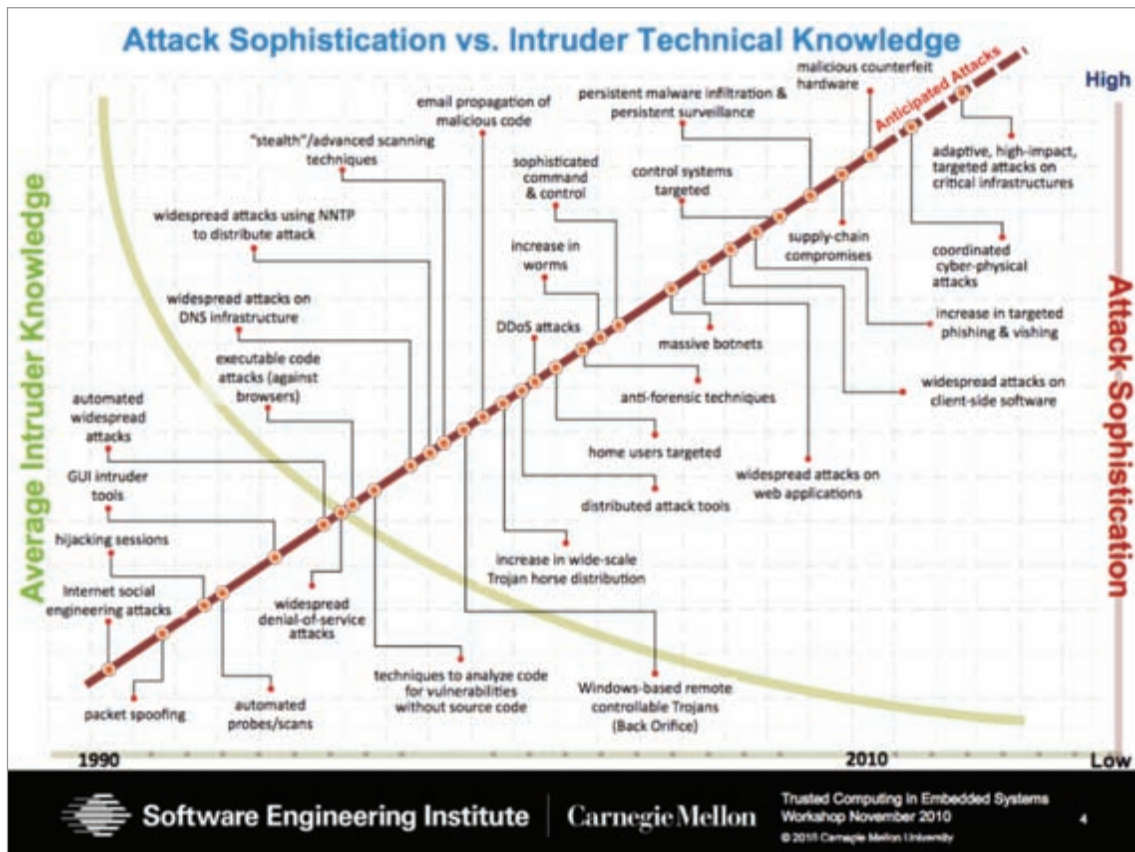 Attack Sophistication vs. Intruder Technical Knowledge
High
Low
Average Intruder Knowledge
Attack Sophistication
Anticipated Attacks
malicious counterfeit
hardware
persistent malware infiltration &
persistent surveillance
email propagation of
malicious code
"stealth"/advanced scanning
techniques
sophisticated
command
& control
control systems
targeted
adaptive, high-impact,
targeted attacks on
critical infrastructures
widespread attacks using NNTP
to distribute attack
increase in
worms
supply-chain
compromises
coordinated
cyber-physical
attacks
widespread attacks on
DNS infrastructure
DDoS attacks
massive botnets
increase in targeted
phishing & vishing
executable code
attacks (against
browsers)
anti-forensic techniques
widespread attacks on
client-side software
automated
widespread
attacks
home users targeted
widespread attacks on
web applications
GUI intruder
tools
distributed attack tools
hijacking sessions
increase in wide-scale
Trojan horse distribution
Internet social
engineering attacks
widespread
denial-of-service
attacks
techniques to analyze code
for vulnerabilities
without source code
Windows-based remote
controllable Trojans
(Back Orifice)
packet spoofing
automated
probes/scans
1990
2010
Software Engineering Institute
Carnegie Mellon
Trusted Computing in Embedded Systems
Workshop November 2010
© 2010 Carnegie Mellon University
4